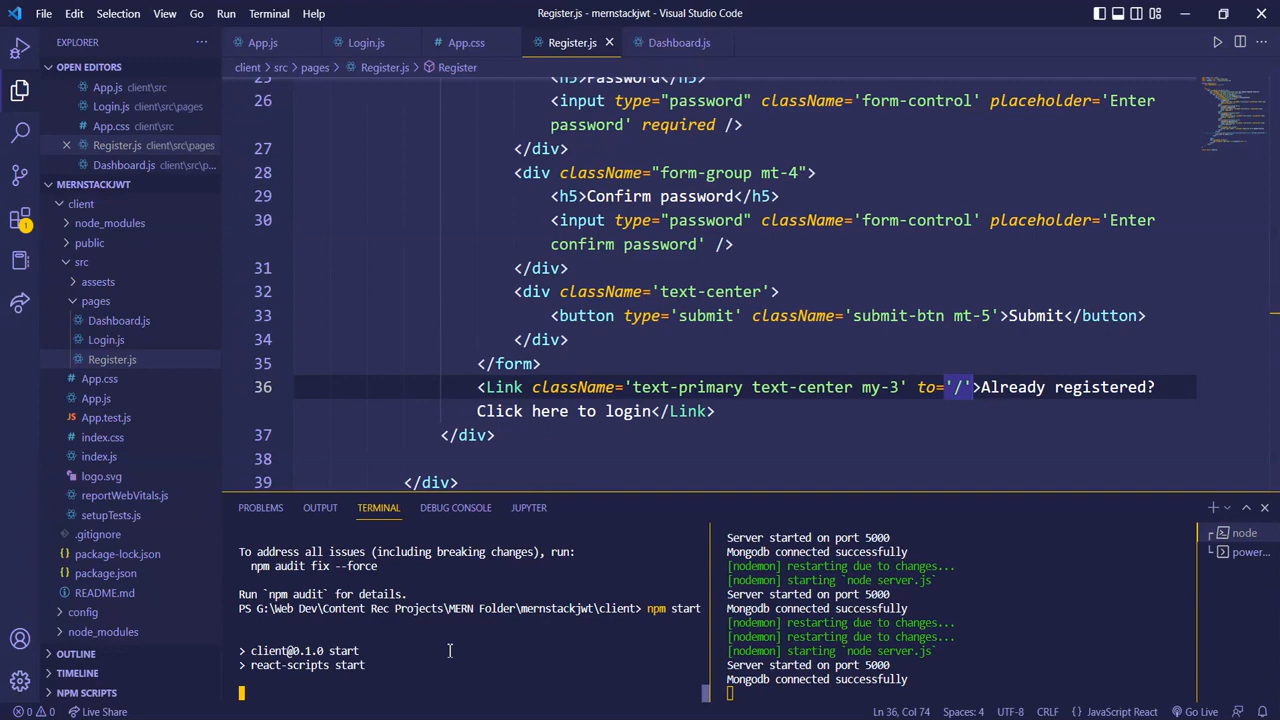 File Edit Selection View Go Run Terminal Help
Register.js - mernstackjwt - Visual Studio Code
EXPLORER
OPEN EDITORS
App.js client\src
Login.js client\src\pages
App.css client\src
Register.js client\src\pages
Dashboard.js client\src\p...
MERNSTACKJWT
client
node_modules
public
src
assests
pages
Dashboard.js
Login.js
Register.js
App.css
App.js
App.test.js
index.css
index.js
logo.svg
reportWebVitals.js
setupTests.js
.gitignore
package-lock.json
package.json
README.md
config
node_modules
OUTLINE
TIMELINE
NPM SCRIPTS
1
App.js Login.js App.css Register.js Dashboard.js
client > src > pages > Register.js > Register
25 <h5>Password</h5>
26 <input type="password" className='form-control' placeholder='Enter
password' required />
27 </div>
28 <div className="form-group mt-4">
29 <h5>Confirm password</h5>
30 <input type="password" className='form-control' placeholder='Enter
confirm password' />
31 </div>
32 <div className='text-center'>
33 <button type='submit' className='submit-btn mt-5'>Submit</button>
34 </div>
35 </form>
36 <Link className='text-primary text-center my-3' to='/'>Already registered?
Click here to login</Link>
37 </div>
38
39 </div>
PROBLEMS OUTPUT TERMINAL DEBUG CONSOLE JUPYTER
To address all issues (including breaking changes), run:
npm audit fix --force
Run `npm audit` for details.
PS G:\Web Dev\Content Rec Projects\MERN Folder\mernstackjwt\client> npm start
> client@0.1.0 start
> react-scripts start
Server started on port 5000
Mongodb connected successfully
[nodemon] restarting due to changes...
[nodemon] starting `node server.js`
Server started on port 5000
Mongodb connected successfully
[nodemon] restarting due to changes...
[nodemon] restarting due to changes...
[nodemon] starting `node server.js`
Server started on port 5000
Mongodb connected successfully
node
power...
0 0 Live Share
Ln 36, Col 74 Spaces: 4 UTF-8 CRLF JavaScript React Go Live